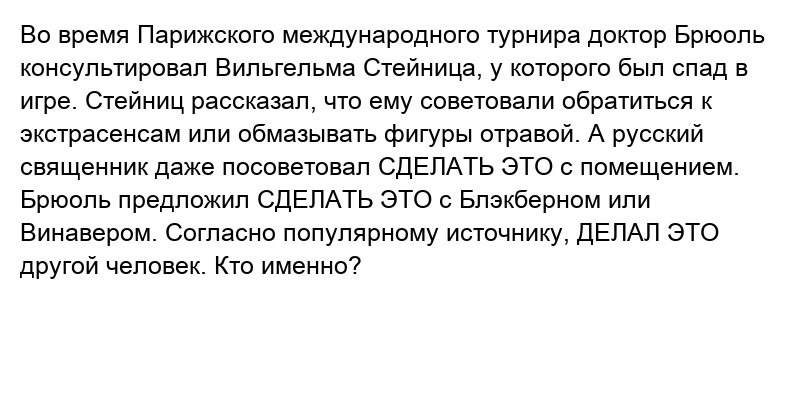 Во время Парижского международного турнира доктор Брюоль
консультировал Вильгельма Стейница, у которого был спад в
игре. Стейниц рассказал, что ему советовали обратиться к
экстрасенсам или обмазывать фигуры отравой. А русский
священник даже посоветовал СДЕЛАТЬ ЭТО с помещением.
Брюоль предложил СДЕЛАТЬ ЭТО с Блэкберном или
Винавером. Согласно популярному источнику, ДЕЛАЛ ЭТО
другой человек. Кто именно?